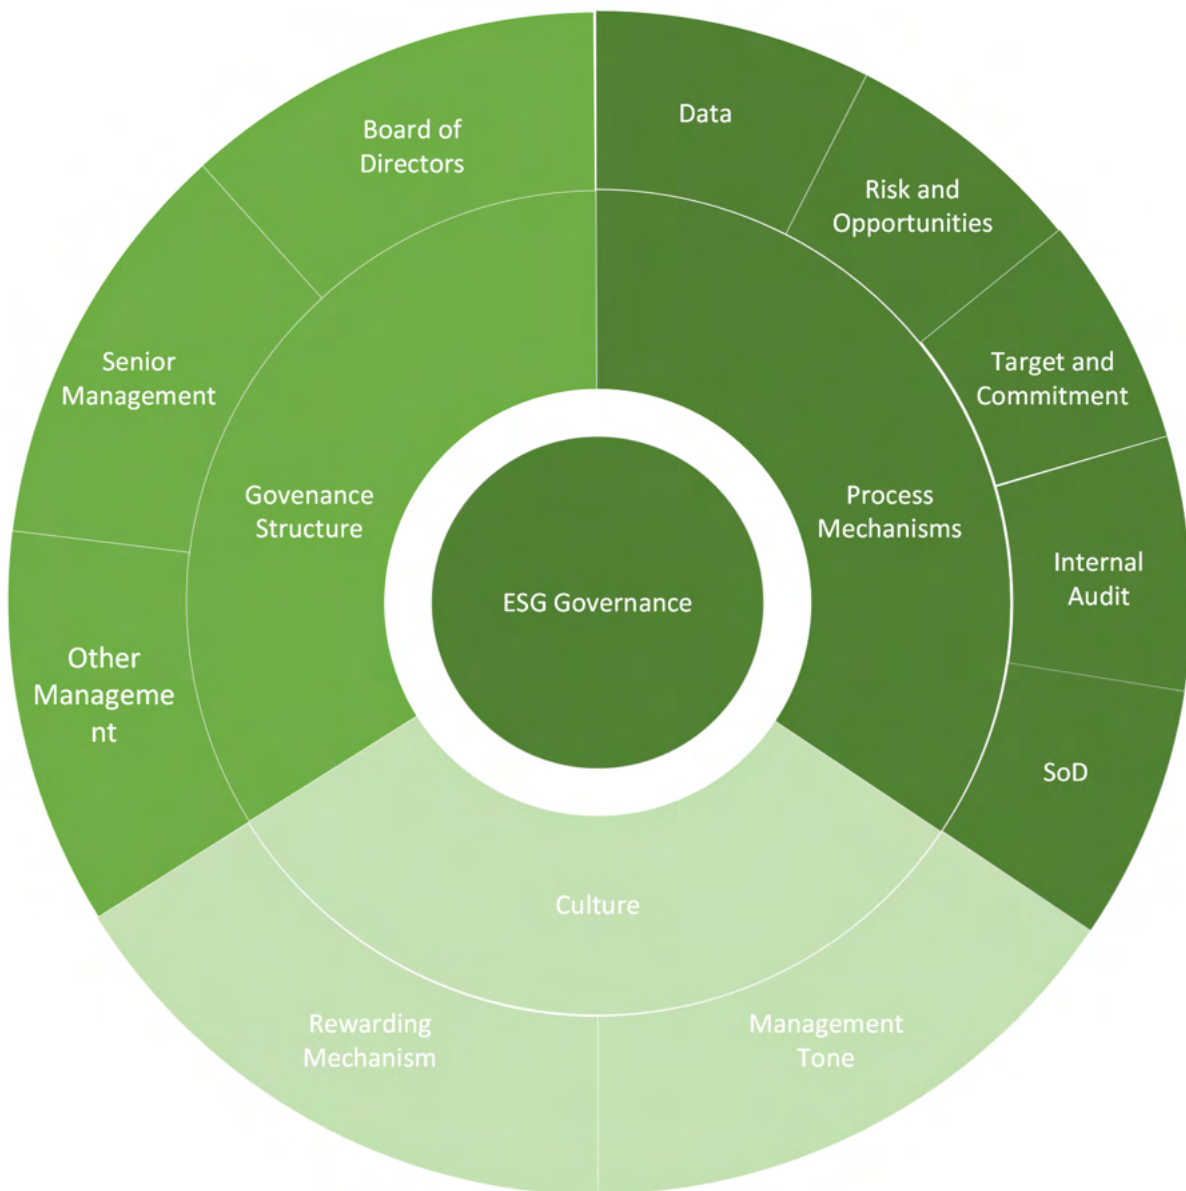 Board of
Directors
Data
Risk and
Opportunities
Senior
Management
Target and
Commitment
Govenance
Structure
Process
Mechanisms
Internal
Audit
ESG Governance
Other
Manageme
nt
SoD
Culture
Rewarding
Mechanism
Management
Tone